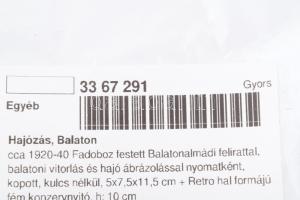 33 67 291
Gyors
Egyéb
Hajózás, Balaton
cca 1920-40 Fadoboz festett Balatonalmádi felirattal,
balatoni vitorlás és hajó ábrázolással nyomatként,
kopott, kulcs nélkül, 5x7,5x11,5 cm + Retro hal formájú
fém konzervnyitó, h: 10 cm